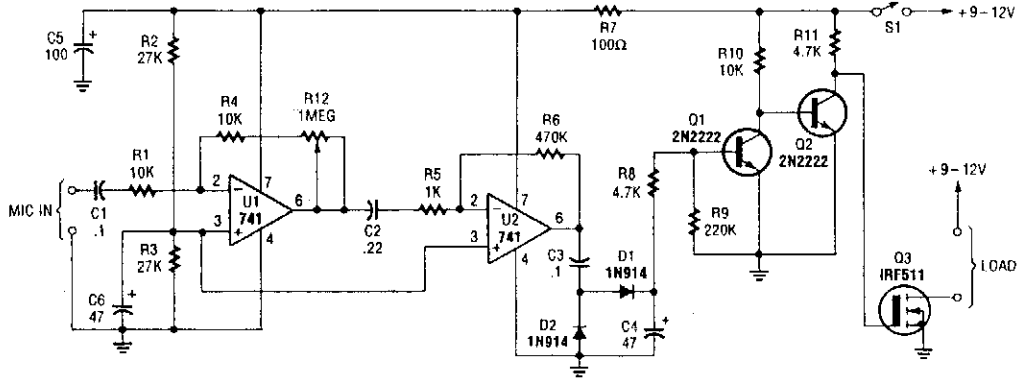 C5
100
+
R2
27K
R7
100Ω
R10
10K
R11
4.7K
S1
+9-12V
R4
10K
R12
1MEG
R6
470K
Q1
2N2222
Q2
2N2222
R1
10K
R5
1K
R8
4.7K
MIC IN
C1
.1
2
-
7
U1
741
6
3
+
4
C2
.22
2
-
7
U2
741
6
3
+
4
R9
220K
+9-12V
LOAD
R3
27K
C6
47
+
C3
.1
D1
1N914
D2
1N914
C4
47
+
Q3
IRF511